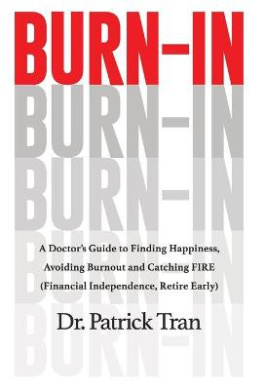 BURN-IN
BURN-IN
BURN-IN
BURN-IN
A Doctor's Guide to Finding Happiness,
Avoiding Burnout and Catching FIRE
(Financial Independence, Retire Early)
Dr. Patrick Tran
BURN-IN